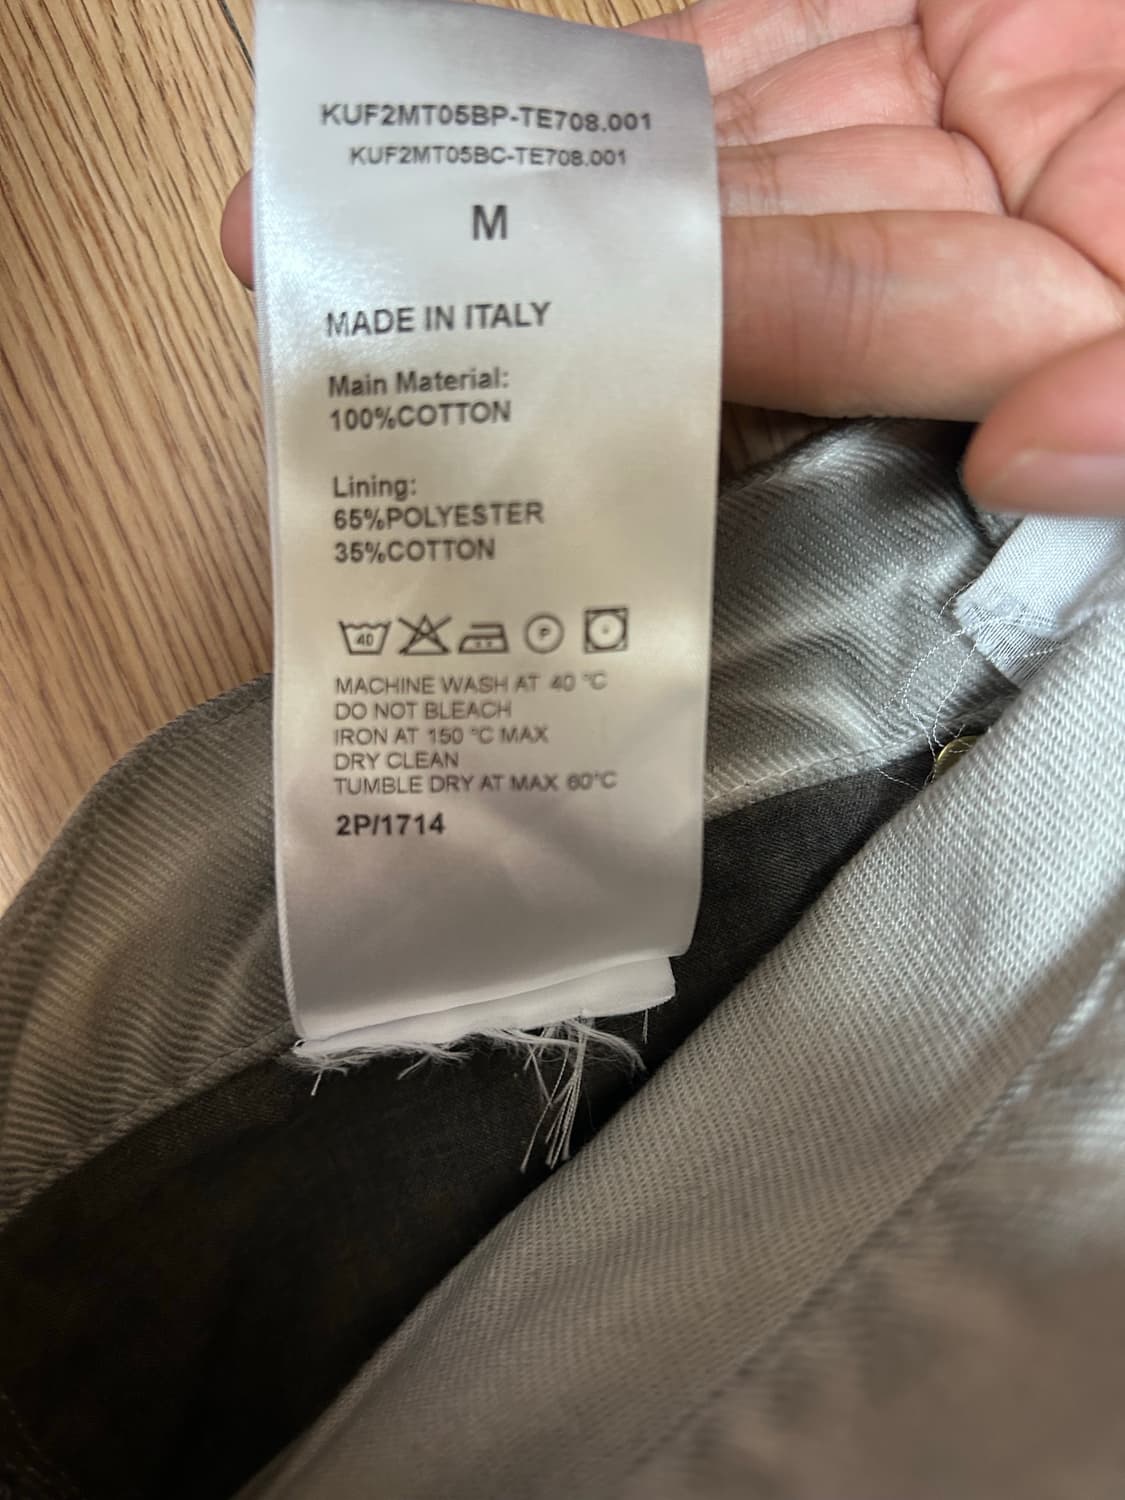 KUF2MT05BP-TE708.001
KUF2MT05BC-TE708.001
M
MADE IN ITALY
Main Material:
100%COTTON
Lining:
65%POLYESTER
35%COTTON
40 P
MACHINE WASH AT 40 °C
DO NOT BLEACH
IRON AT 150 °C MAX
DRY CLEAN
TUMBLE DRY AT MAX 60°C
2P/1714